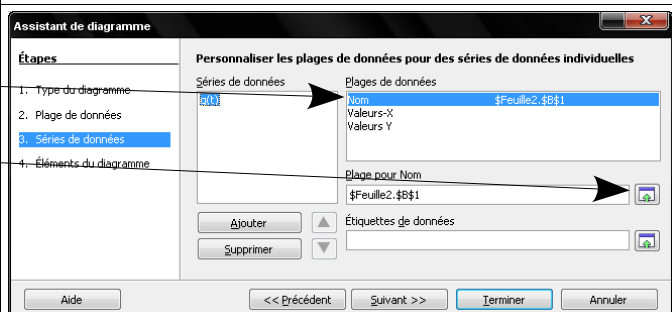 Assistant de diagramme
Étapes
1. Type du diagramme
2. Plage de données
3. Séries de données
4. Éléments du diagramme
Personnaliser les plages de données pour des séries de données individuelles
Séries de données
q(t)
Plages de données
Nom $Feuille2.$B$1
Valeurs-X
Valeurs Y
Plage pour Nom
$Feuille2.$B$1
Ajouter
Supprimer
Étiquettes de données
Aide
<< Précédent
Suivant >>
Terminer
Annuler